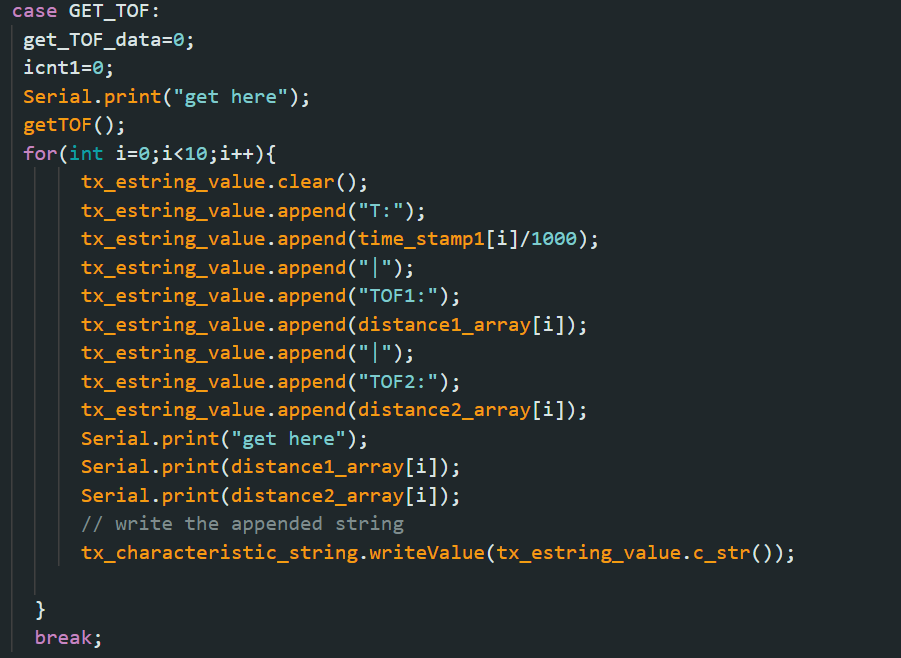 case GET_TOF:
get_TOF_data=0;
icnt1=0;
Serial.print("get here");
getTOF();
for(int i=0;i<10;i++){
tx_estring_value.clear();
tx_estring_value.append("T:");
tx_estring_value.append(time_stamp1[i]/1000);
tx_estring_value.append("|");
tx_estring_value.append("TOF1:");
tx_estring_value.append(distance1_array[i]);
tx_estring_value.append("|");
tx_estring_value.append("TOF2:");
tx_estring_value.append(distance2_array[i]);
Serial.print("get here");
Serial.print(distance1_array[i]);
Serial.print(distance2_array[i]);
// write the appended string
tx_characteristic_string.writeValue(tx_estring_value.c_str());
}
break;